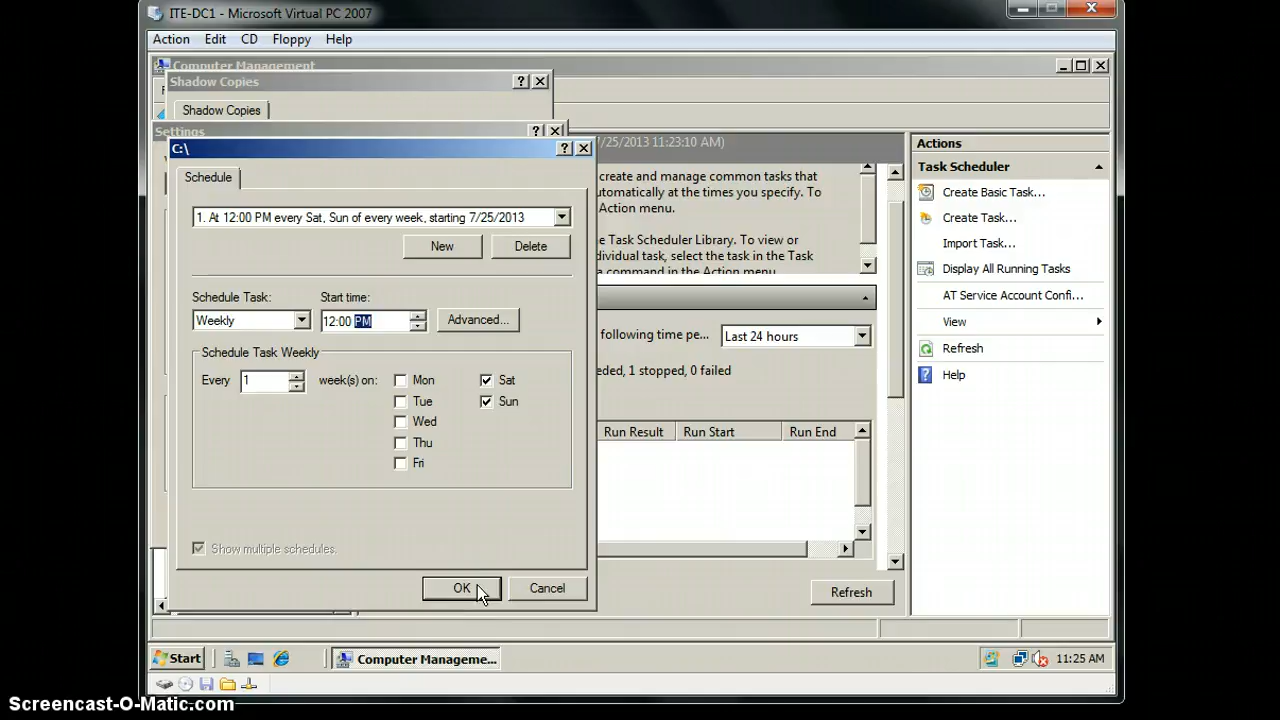 ITE-DC1 - Microsoft Virtual PC 2007
Action Edit CD Floppy Help
Computer Management
Shadow Copies
Shadow Copies
Settings
C:\
Schedule
1. At 12:00 PM every Sat, Sun of every week, starting 7/25/2013
New Delete
Schedule Task: Start time:
Weekly 12:00 PM Advanced...
Schedule Task Weekly
Every 1 week(s) on: Mon Sat
Tue Sun
Wed
Thu
Fri
Show multiple schedules.
OK Cancel
/25/2013 11:23:10 AM)
create and manage common tasks that
utomatically at the times you specify. To
Action menu.
e Task Scheduler Library. To view or
dividual task, select the task in the Task
a command in the Action menu.
following time pe... Last 24 hours
eded, 1 stopped, 0 failed
Run Result Run Start Run End
Refresh
Actions
Task Scheduler
Create Basic Task...
Create Task...
Import Task...
Display All Running Tasks
AT Service Account Confi...
View
Refresh
Help
Start Computer Manageme... 11:25 AM
Screencast-O-Matic.com